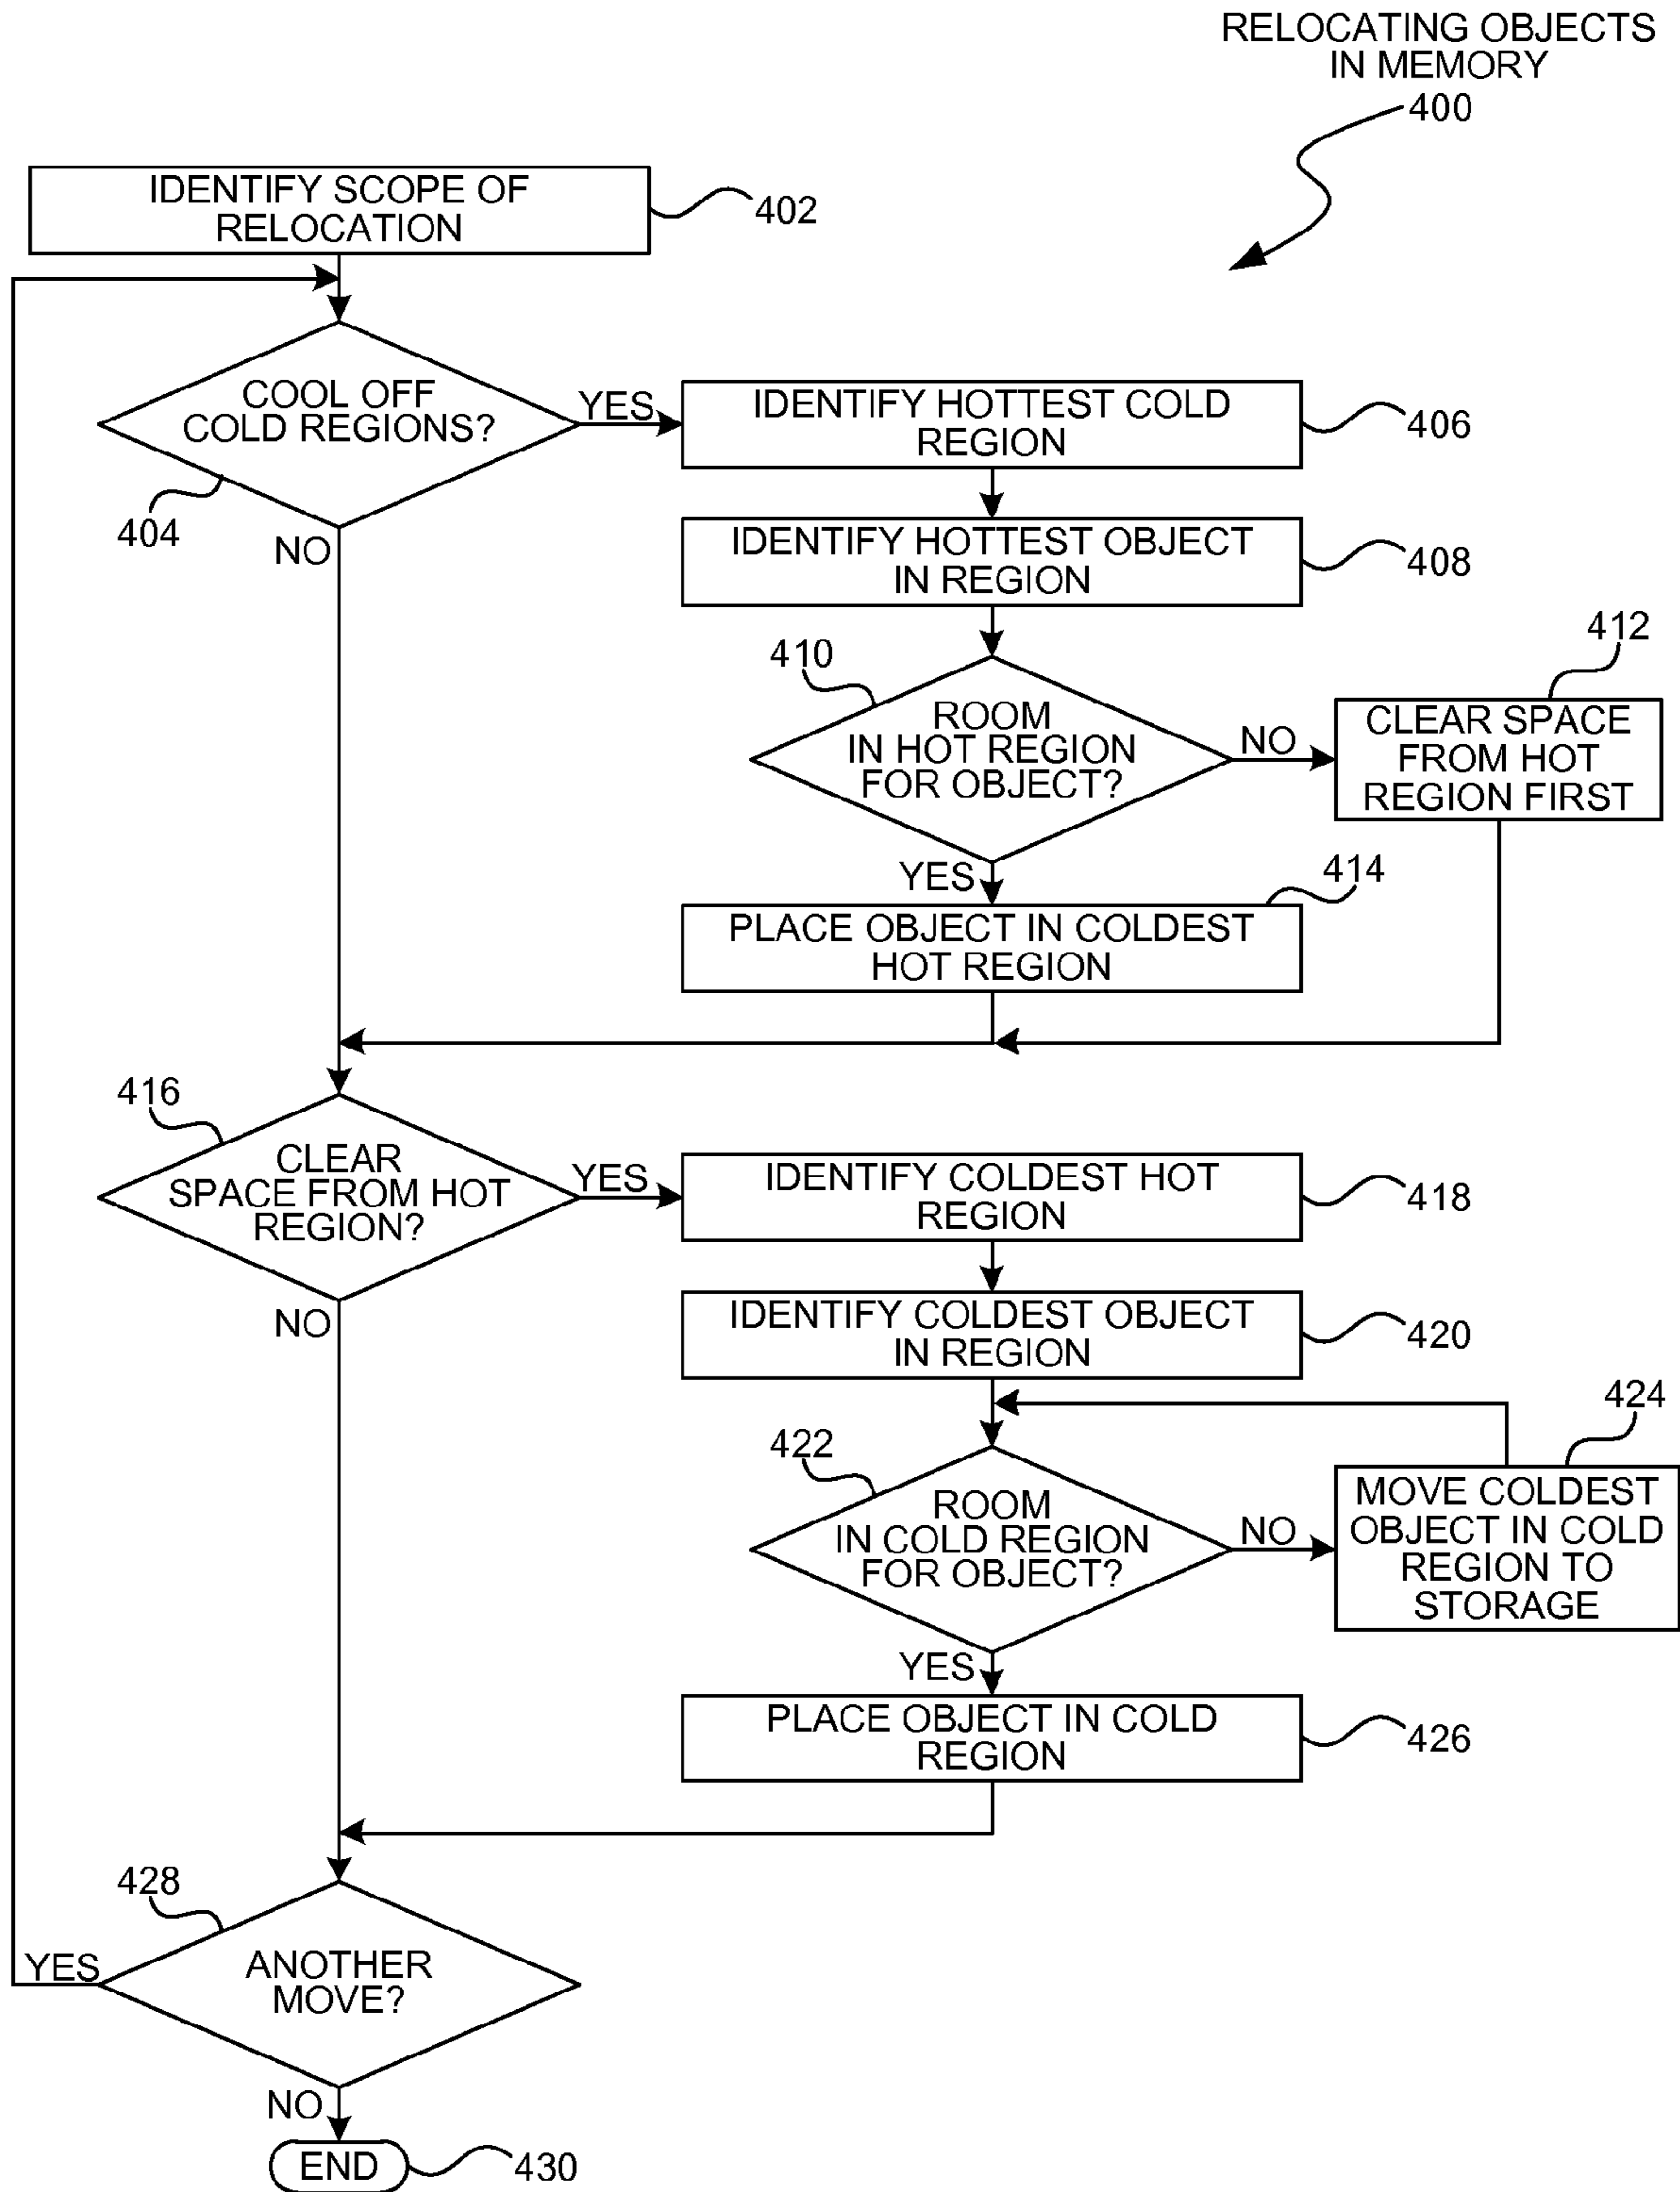 RELOCATING OBJECTS
IN MEMORY
400
IDENTIFY SCOPE OF
RELOCATION
402
COOL OFF
COLD REGIONS?
404
YES
NO
IDENTIFY HOTTEST COLD
REGION
406
IDENTIFY HOTTEST OBJECT
IN REGION
408
410
ROOM
IN HOT REGION
FOR OBJECT?
NO
412
CLEAR SPACE
FROM HOT
REGION FIRST
YES
414
PLACE OBJECT IN COLDEST
HOT REGION
416
CLEAR
SPACE FROM HOT
REGION?
YES
NO
IDENTIFY COLDEST HOT
REGION
418
IDENTIFY COLDEST OBJECT
IN REGION
420
422
ROOM
IN COLD REGION
FOR OBJECT?
NO
424
MOVE COLDEST
OBJECT IN COLD
REGION TO
STORAGE
YES
PLACE OBJECT IN COLD
REGION
426
428
ANOTHER
MOVE?
YES
NO
END
430